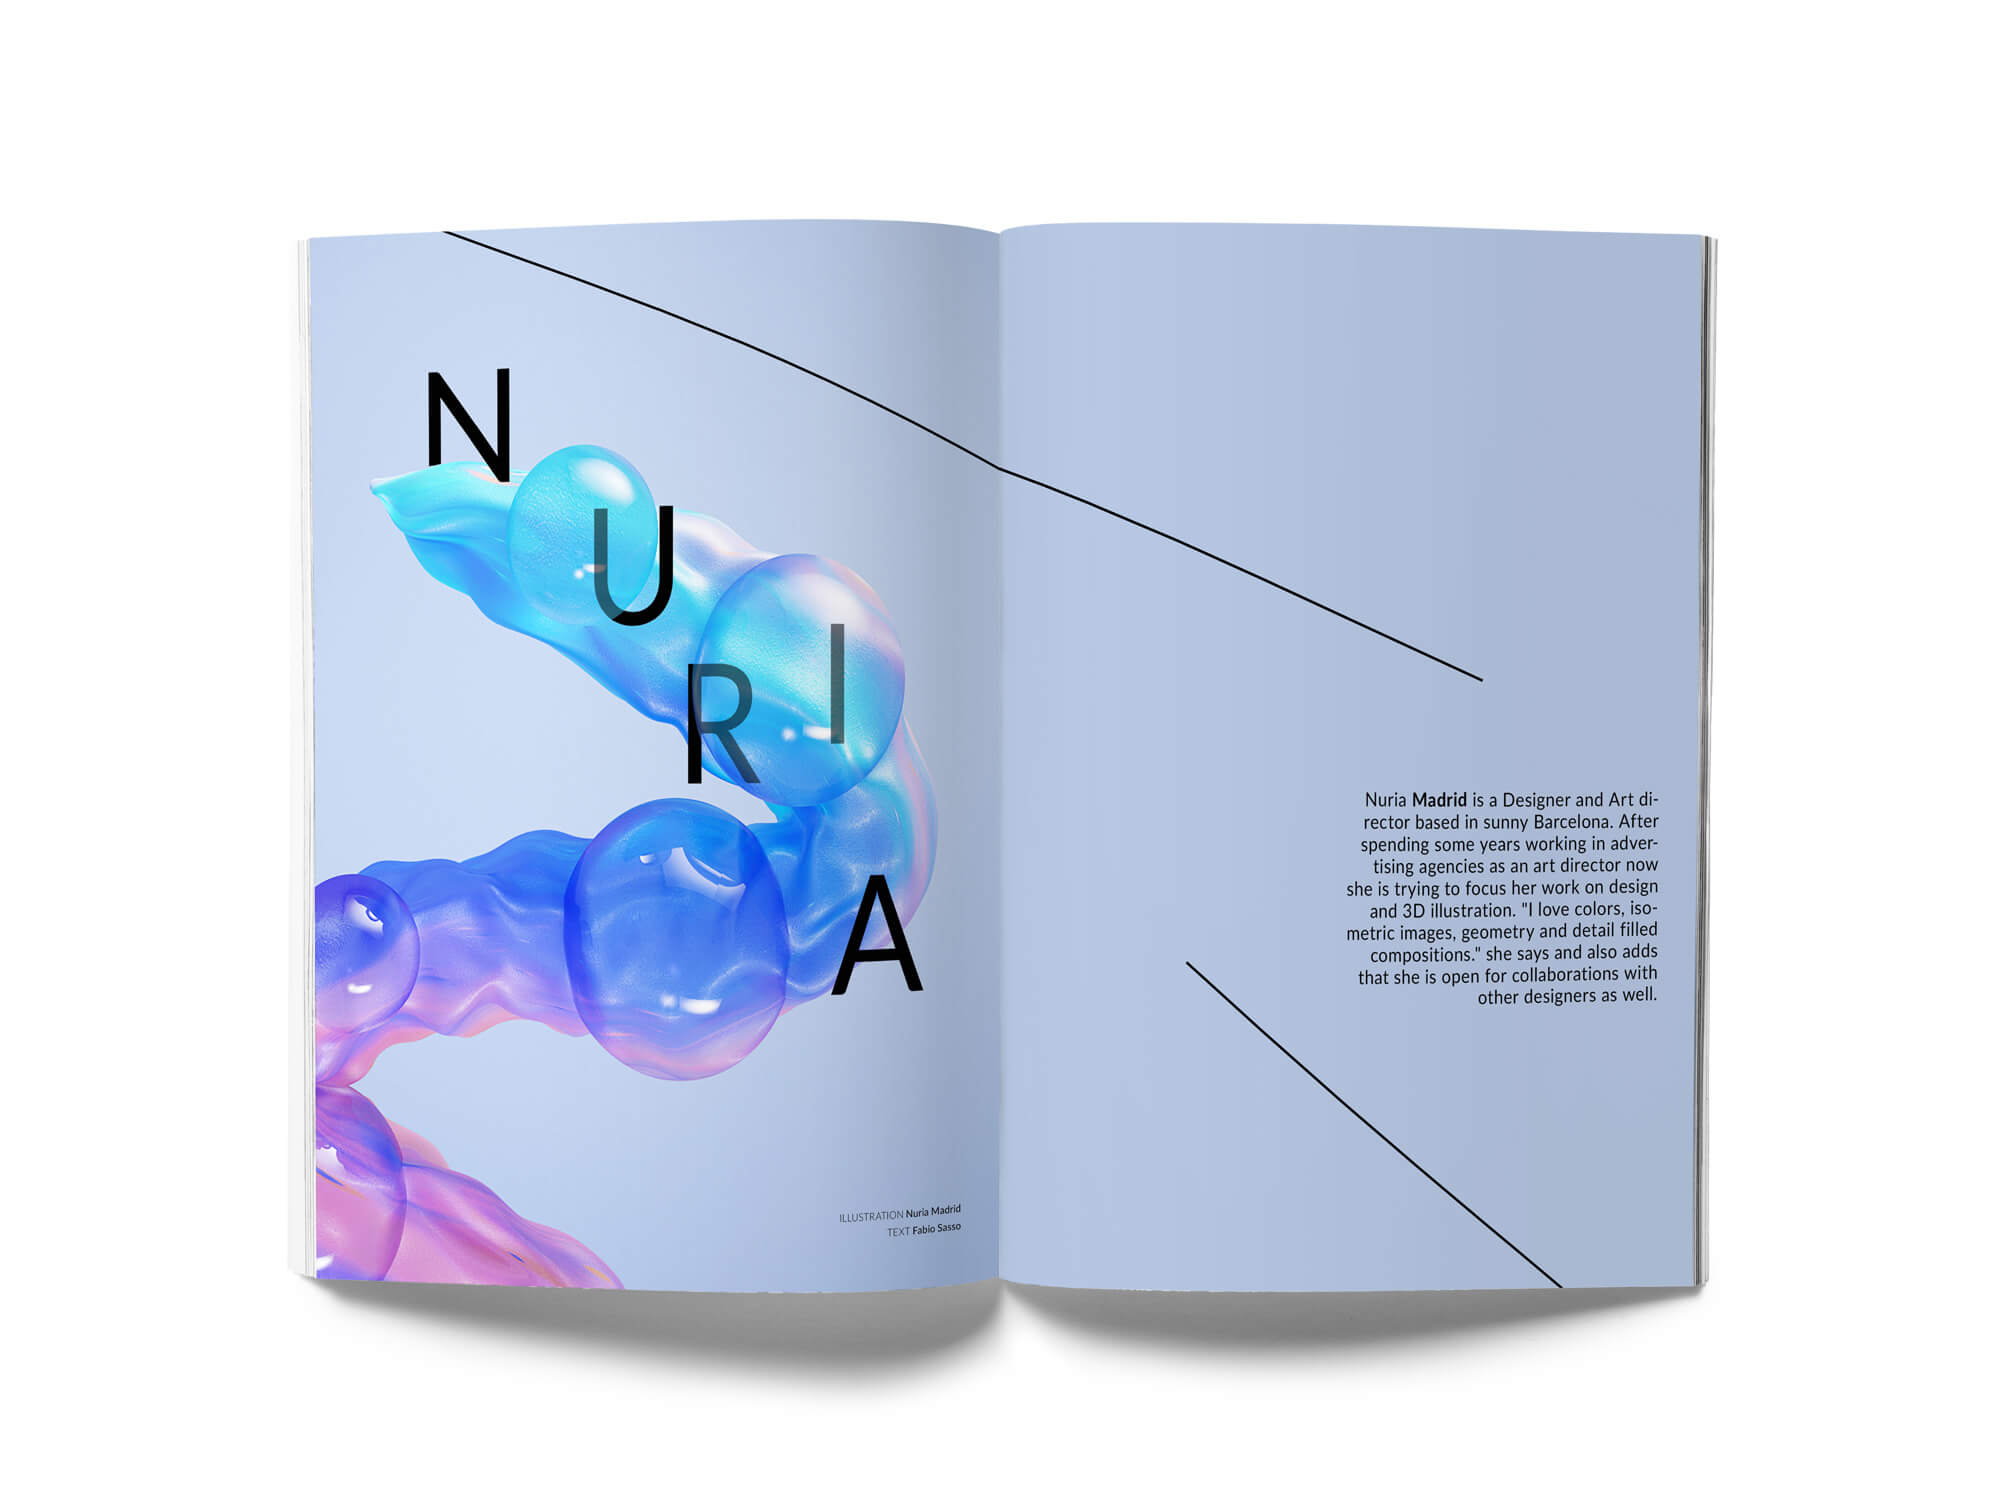 N
U
R I
A
ILLUSTRATION Nuria Madrid
TEXT Fabio Sasso
Nuria Madrid is a Designer and Art di-
rector based in sunny Barcelona. After
spending some years working in adver-
tising agencies as an art director now
she is trying to focus her work on design
and 3D illustration. "I love colors, iso-
metric images, geometry and detail filled
compositions." she says and also adds
that she is open for collaborations with
other designers as well.